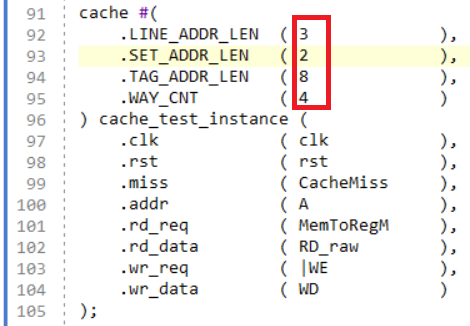 91 cache #(
92 .LINE_ADDR_LEN ( 3 ),
93 .SET_ADDR_LEN ( 2 ),
94 .TAG_ADDR_LEN ( 8 ),
95 .WAY_CNT ( 4 )
96 ) cache_test_instance (
97 .clk ( clk ),
98 .rst ( rst ),
99 .miss ( CacheMiss ),
100 .addr ( A ),
101 .rd_req ( MemToRegM ),
102 .rd_data ( RD_raw ),
103 .wr_req ( |WE ),
104 .wr_data ( WD )
105 );